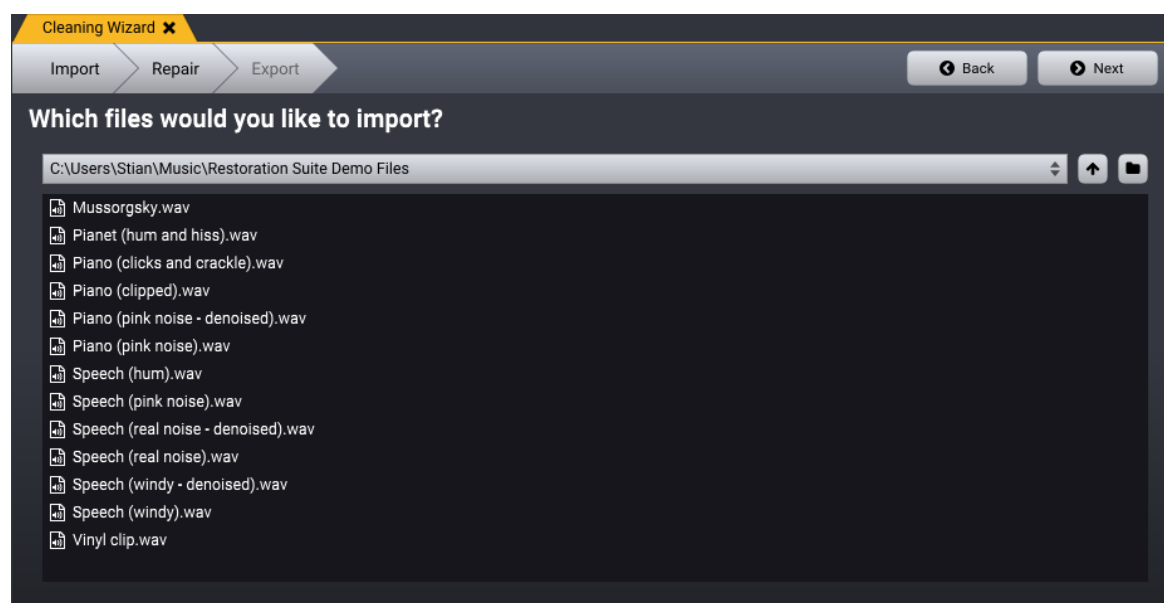 Cleaning Wizard
Import Repair Export Back Next
Which files would you like to import?
C:\Users\Stian\Music\Restoration Suite Demo Files
Mussorgsky.wav
Pianet (hum and hiss).wav
Piano (clicks and crackle).wav
Piano (clipped).wav
Piano (pink noise - denoised).wav
Piano (pink noise).wav
Speech (hum).wav
Speech (pink noise).wav
Speech (real noise - denoised).wav
Speech (real noise).wav
Speech (windy - denoised).wav
Speech (windy).wav
Vinyl clip.wav